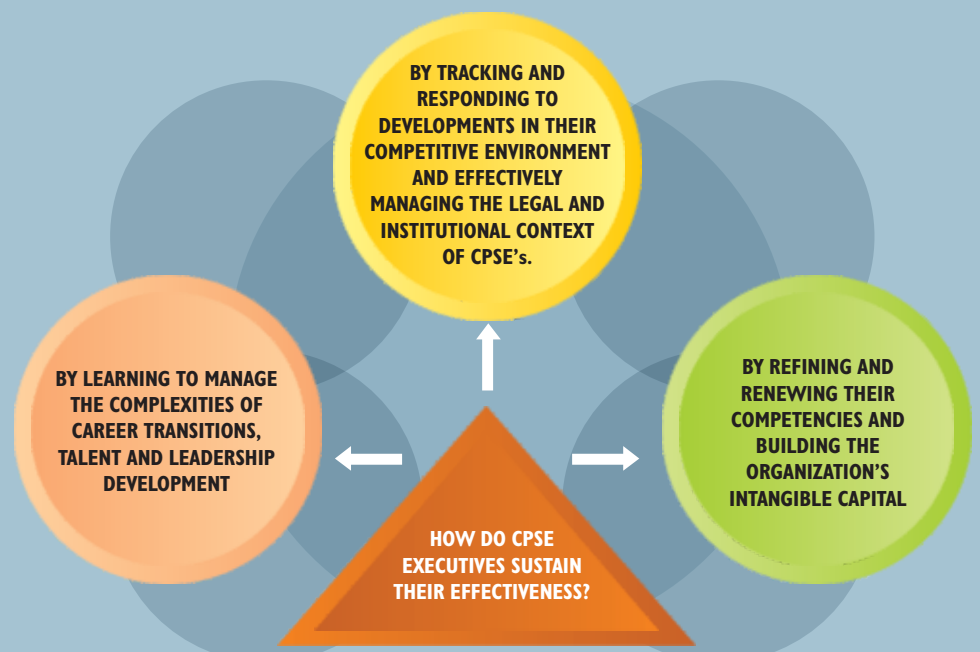 BY TRACKING AND
RESPONDING TO
DEVELOPMENTS IN THEIR
COMPETITIVE ENVIRONMENT
AND EFFECTIVELY
MANAGING THE LEGAL AND
INSTITUTIONAL CONTEXT
OF CPSE's.
BY LEARNING TO MANAGE
THE COMPLEXITIES OF
CAREER TRANSITIONS,
TALENT AND LEADERSHIP
DEVELOPMENT
BY REFINING AND
RENEWING THEIR
COMPETENCIES AND
BUILDING THE
ORGANIZATION'S
INTANGIBLE CAPITAL
HOW DO CPSE
EXECUTIVES SUSTAIN
THEIR EFFECTIVENESS?